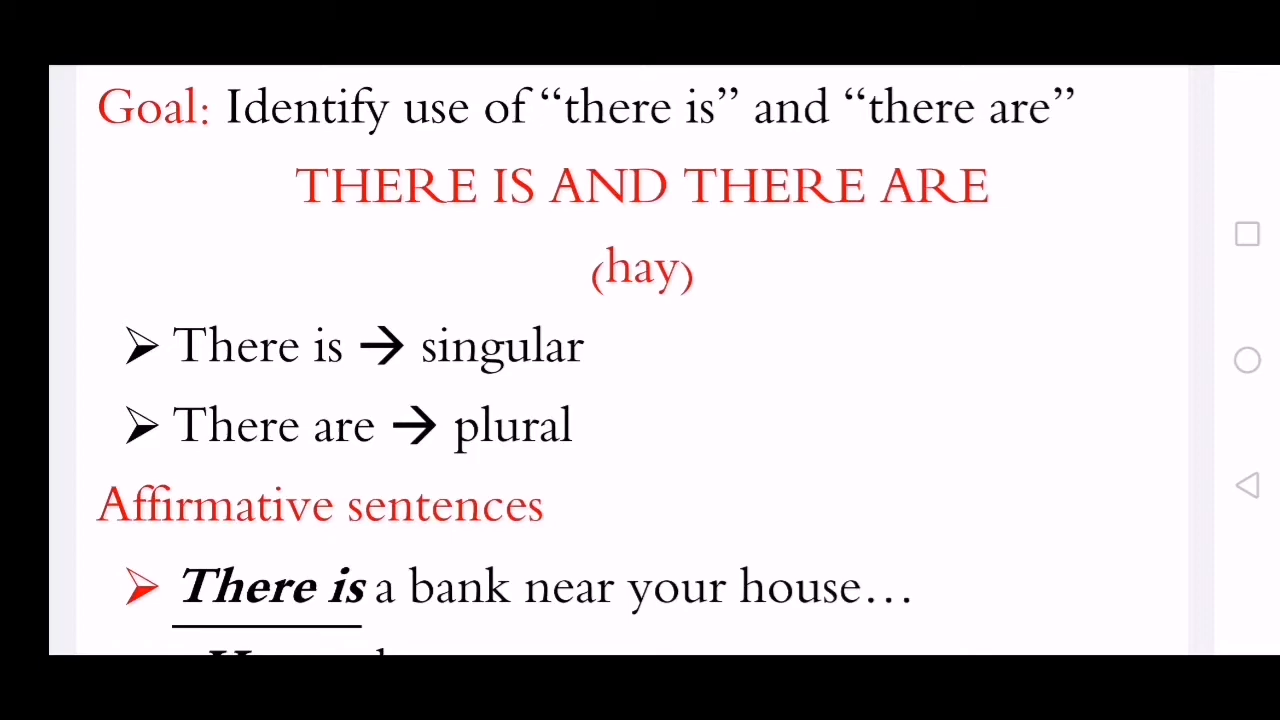 Goal: Identify use of “there is” and “there are”
THERE IS AND THERE ARE
(hay)
➢ There is → singular
➢ There are → plural
Affirmative sentences
➢ There is a bank near your house…